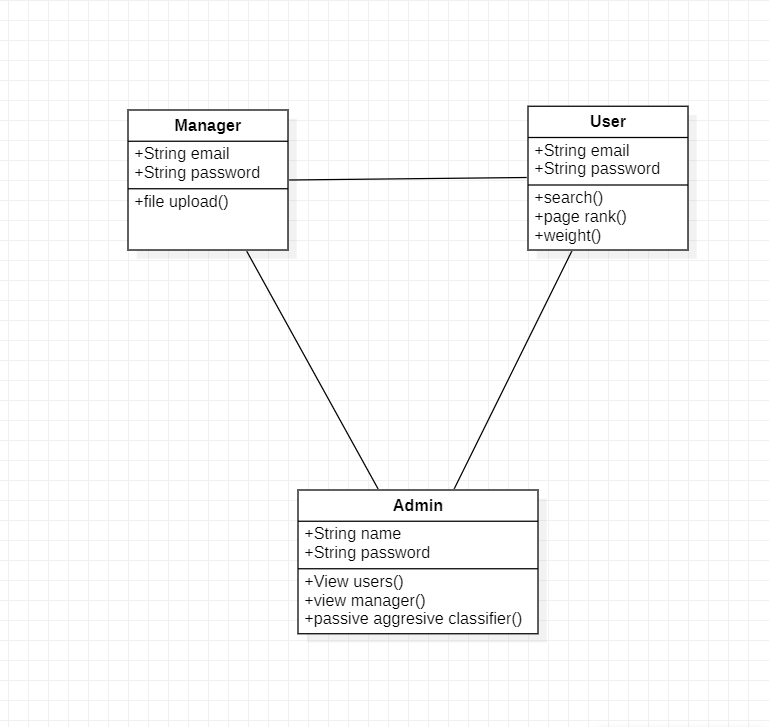 Manager
+String email
+String password
+file upload()
User
+String email
+String password
+search()
+page rank()
+weight()
Admin
+String name
+String password
+View users()
+view manager()
+passive aggresive classifier()